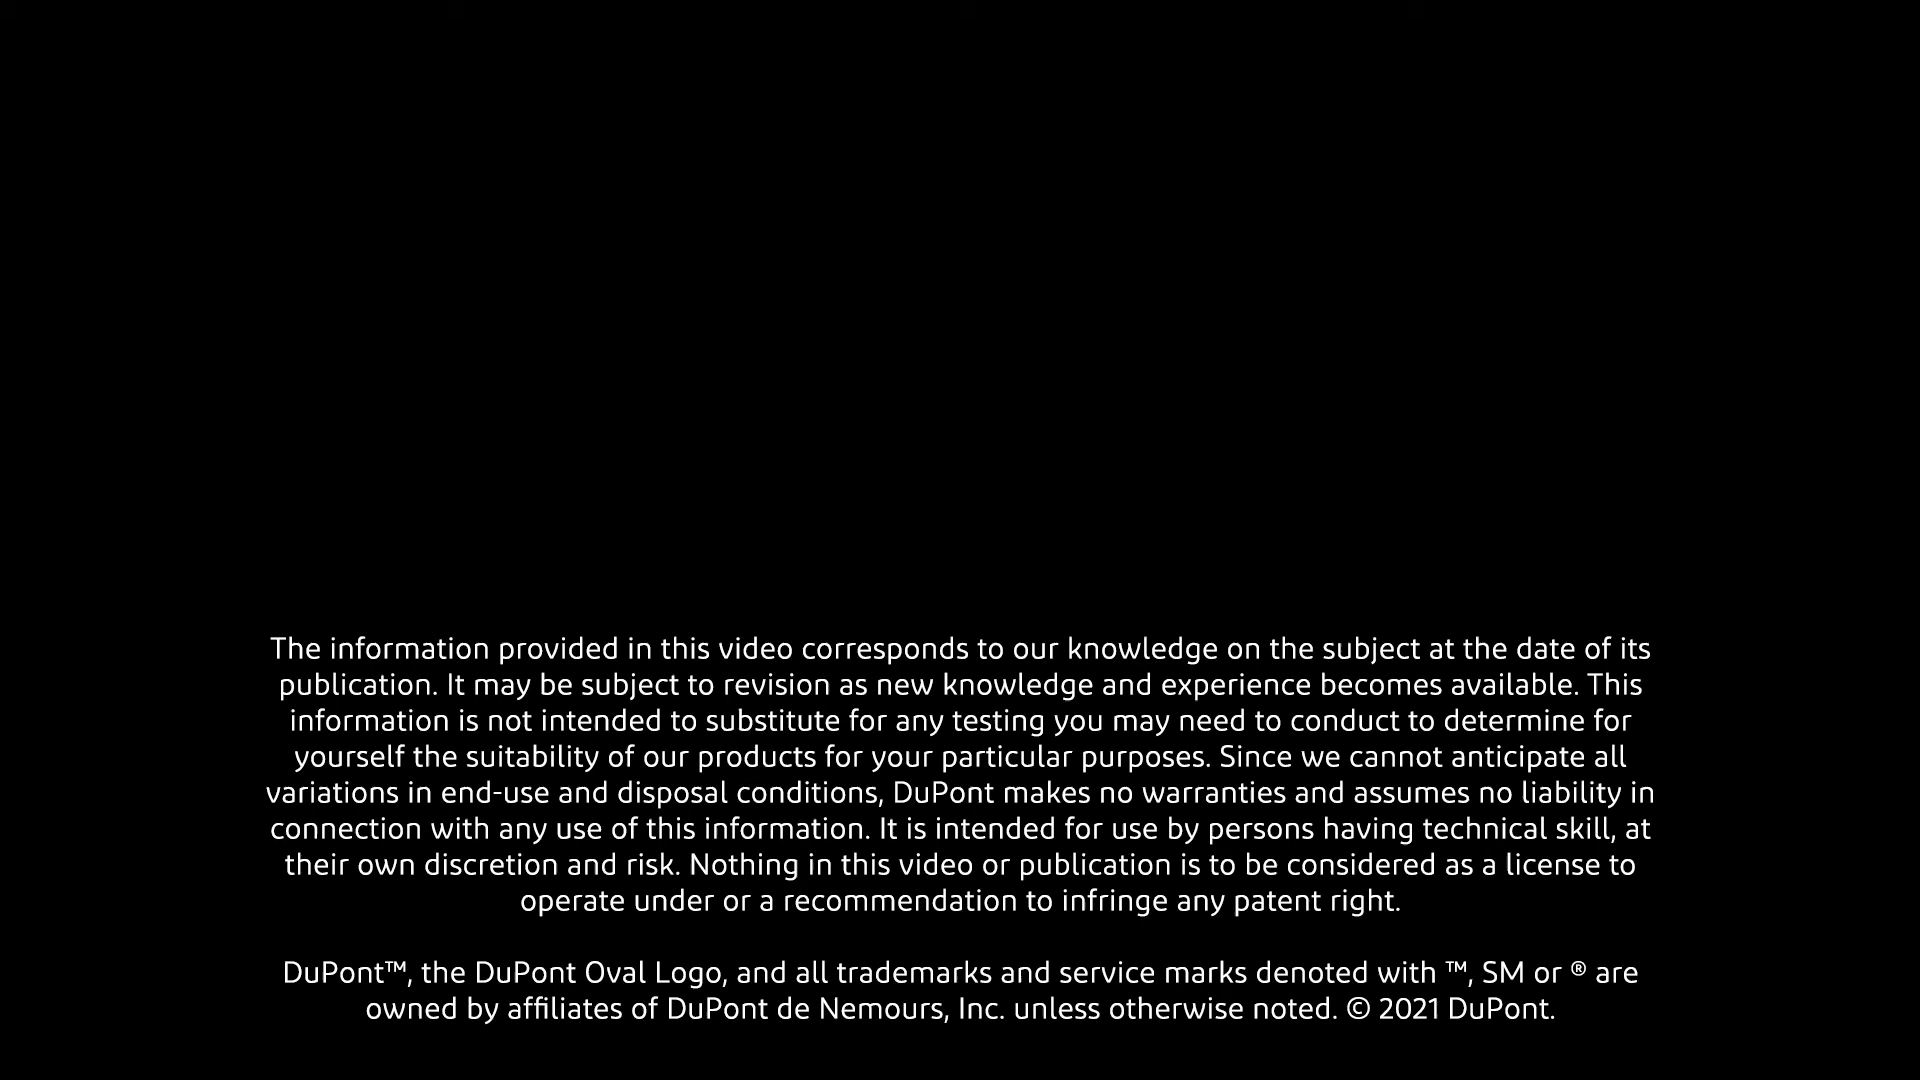 The information provided in this video corresponds to our knowledge on the subject at the date of its
publication. It may be subject to revision as new knowledge and experience becomes available. This
information is not intended to substitute for any testing you may need to conduct to determine for
yourself the suitability of our products for your particular purposes. Since we cannot anticipate all
variations in end-use and disposal conditions, DuPont makes no warranties and assumes no liability in
connection with any use of this information. It is intended for use by persons having technical skill, at
their own discretion and risk. Nothing in this video or publication is to be considered as a license to
operate under or a recommendation to infringe any patent right.
DuPont™, the DuPont Oval Logo, and all trademarks and service marks denoted with ™, SM or ® are
owned by affiliates of DuPont de Nemours, Inc. unless otherwise noted. © 2021 DuPont.